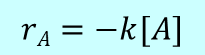 r_A = −k[A]